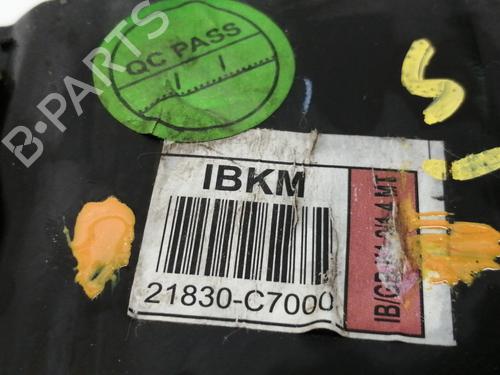 QC PASS
B-PARTS
IBKM
21830-C7000